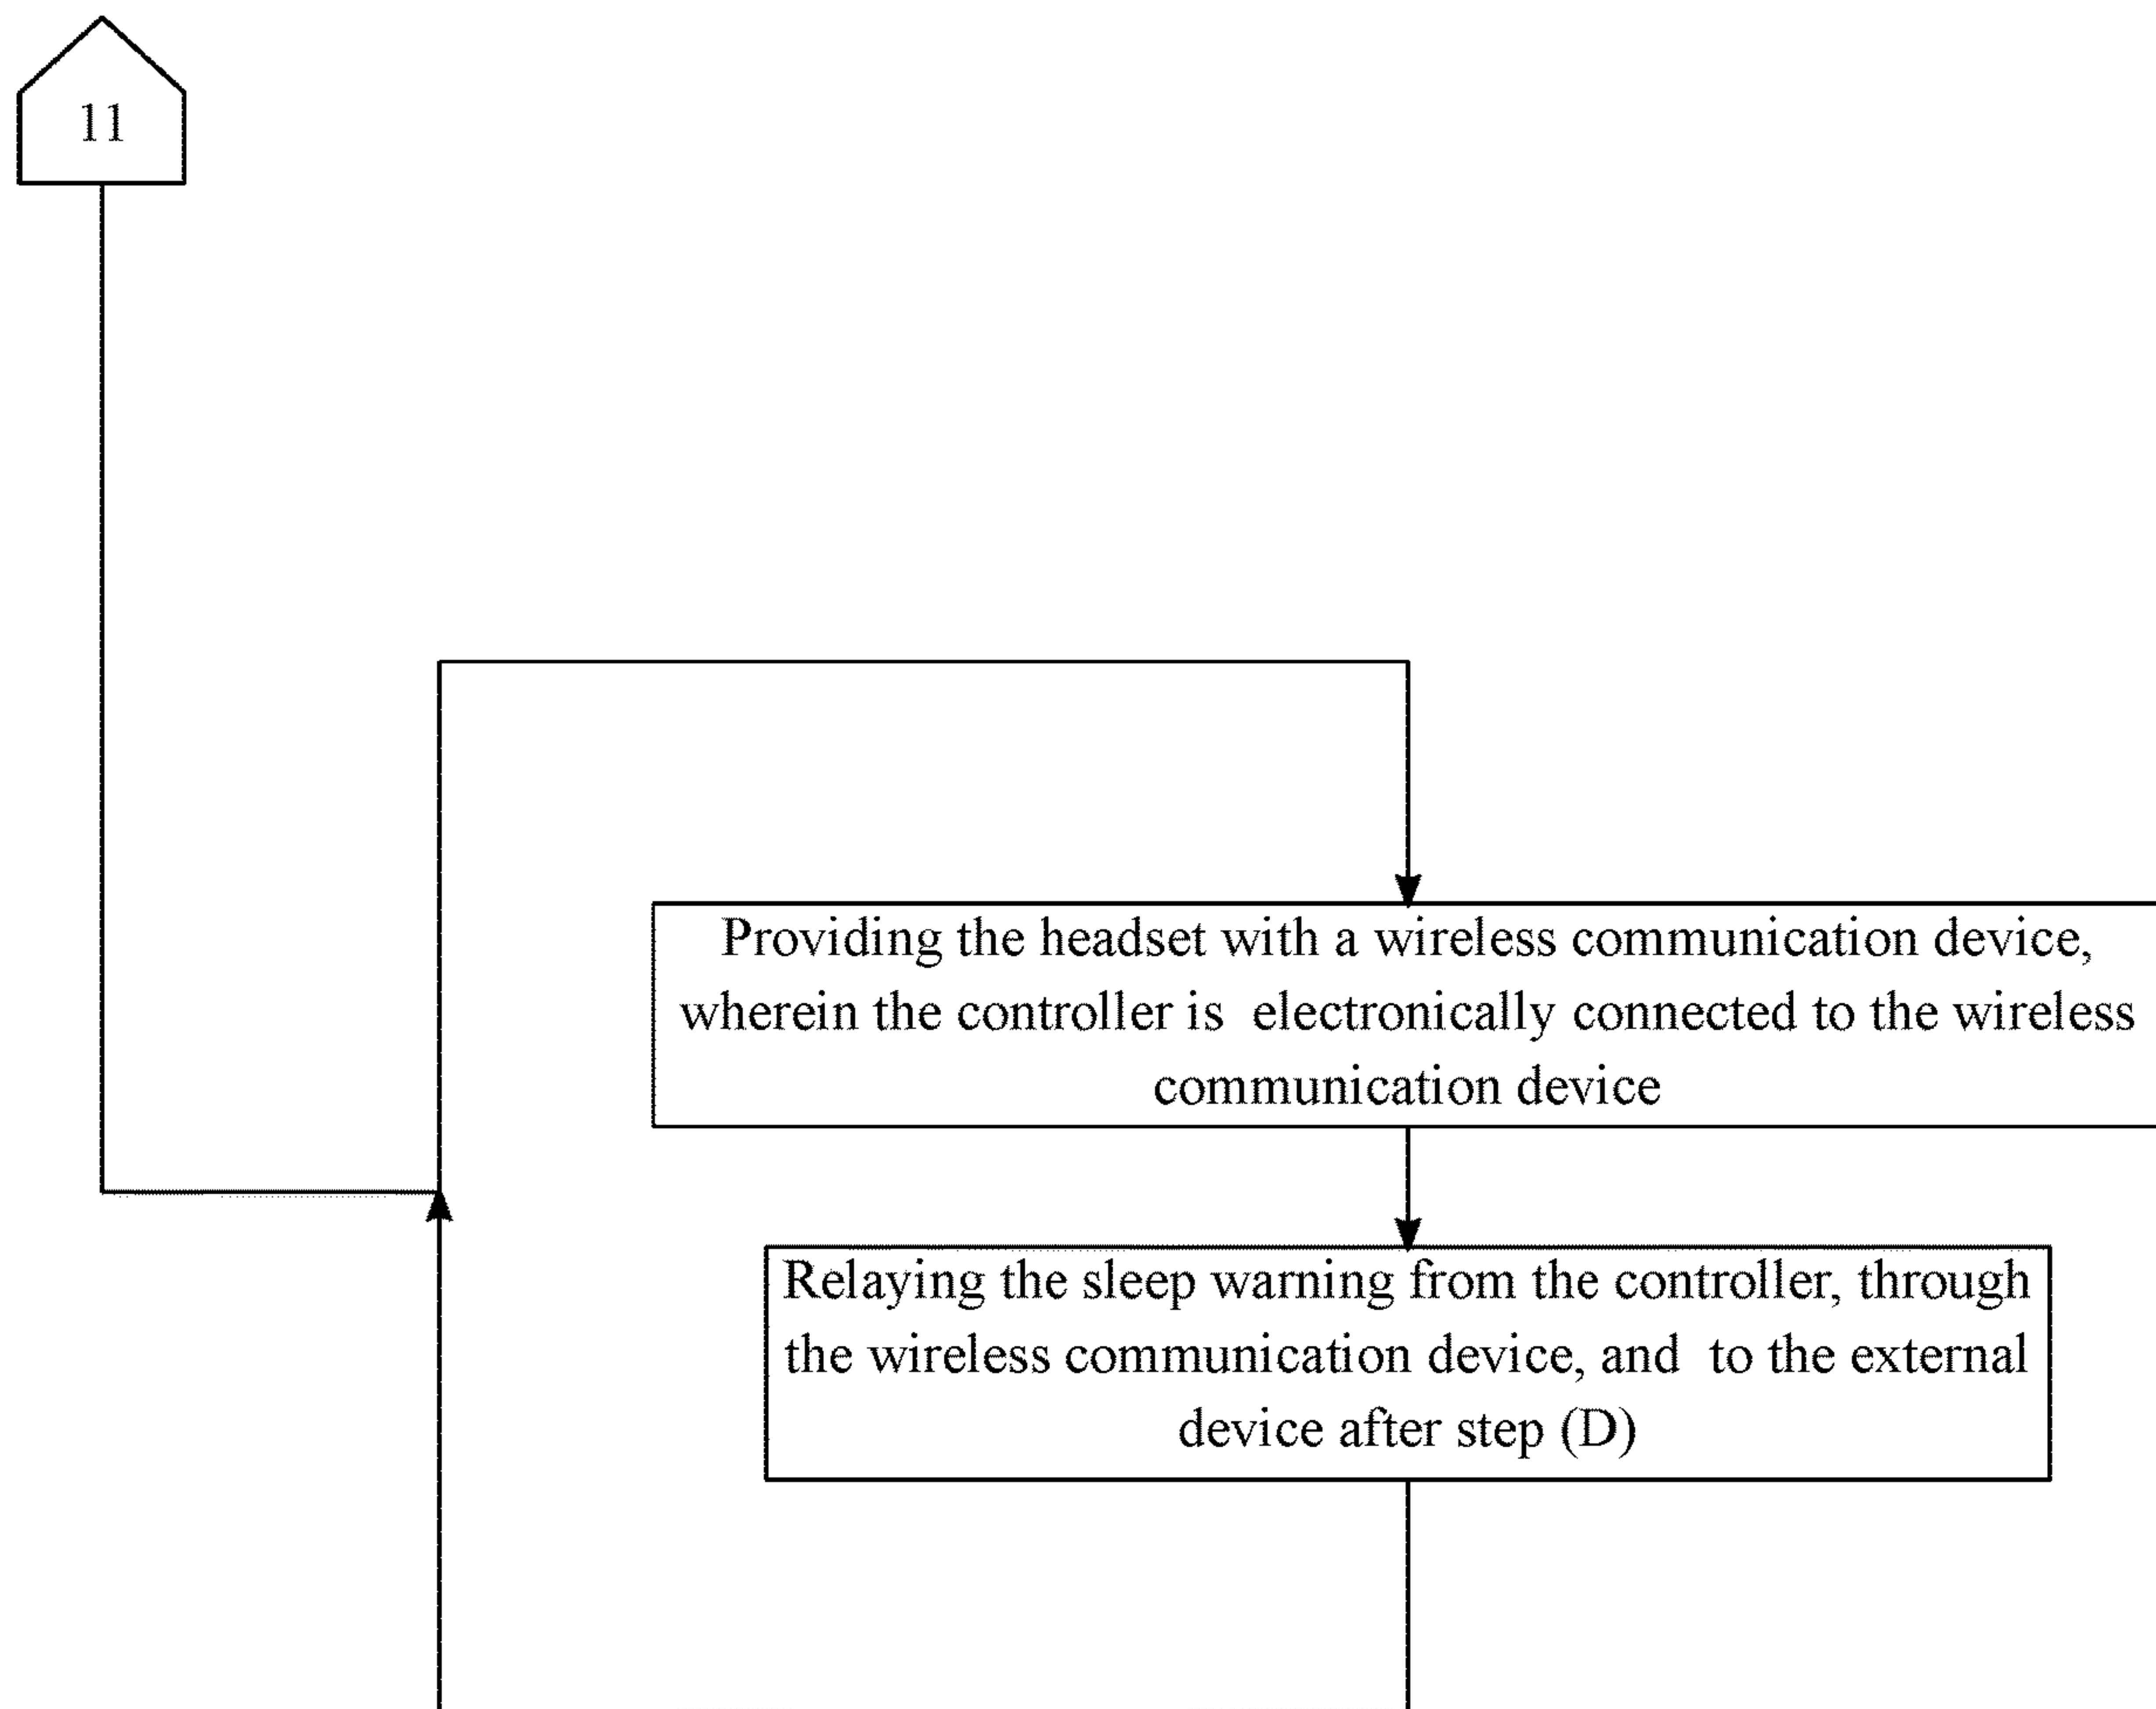 11
Providing the headset with a wireless communication device,
wherein the controller is electronically connected to the wireless
communication device
Relaying the sleep warning from the controller, through
the wireless communication device, and to the external
device after step (D)